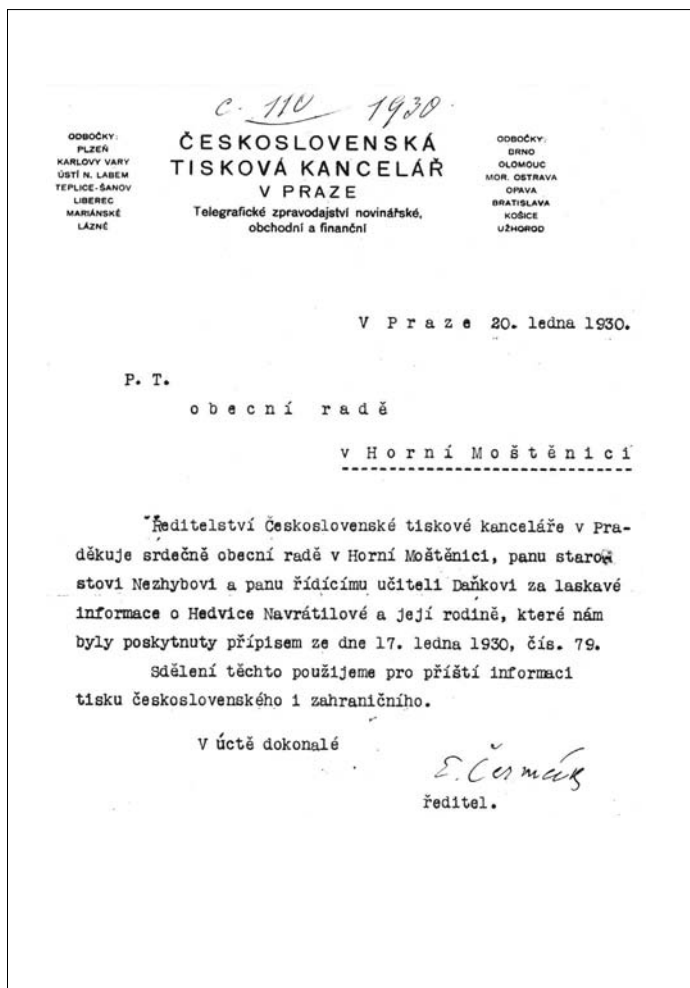 č. 110 1930.
ODBOČKY:
PLZEŇ
KARLOVY VARY
ÚSTÍ N. LABEM
TEPLICE-ŠANOV
LIBEREC
MARIÁNSKÉ
LÁZNĚ
ČESKOSLOVENSKÁ
TISKOVÁ KANCELÁŘ
V PRAZE
Telegrafické zpravodajství novinářské,
obchodní a finanční
ODBOČKY:
BRNO
OLOMOUC
MOR. OSTRAVA
OPAVA
BRATISLAVA
KOŠICE
UŽHOROD
V Praze 20. ledna 1930.
P. T.
obecní radě
v Horní Moštěnici
Ředitelství Československé tiskové kanceláře v Pra-
děkuje srdečně obecní radě v Horní Moštěnici, panu staro
stovi Nezhybovi a panu řídícímu učiteli Daňkovi za laskavé
informace o Hedvice Navrátilové a její rodině, které nám
byly poskytnuty přípisem ze dne 17. ledna 1930, čís. 79.
Sdělení těchto použijeme pro příští informaci
tisku československého i zahraničního.
V úctě dokonalé
E. Čermák
ředitel.